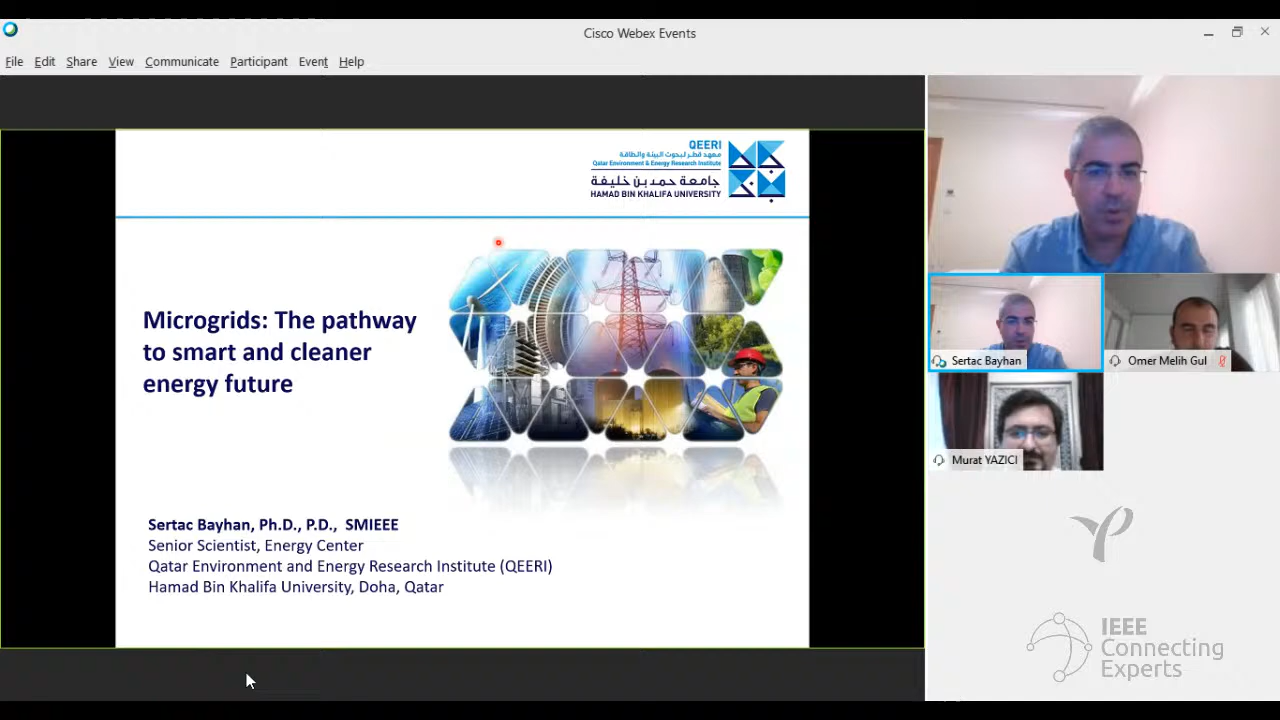 Cisco Webex Events
File Edit Share View Communicate Participant Event Help
QEERI
معهد قطر لبحوث البيئة والطاقة
Qatar Environment & Energy Research Institute
جامعة حمد بن خليفة
HAMAD BIN KHALIFA UNIVERSITY
Microgrids: The pathway
to smart and cleaner
energy future
Sertac Bayhan, Ph.D., P.D., SMIEEE
Senior Scientist, Energy Center
Qatar Environment and Energy Research Institute (QEERI)
Hamad Bin Khalifa University, Doha, Qatar
Sertac Bayhan
Omer Melih Gul
Murat YAZICI
IEEE
Connecting
Experts